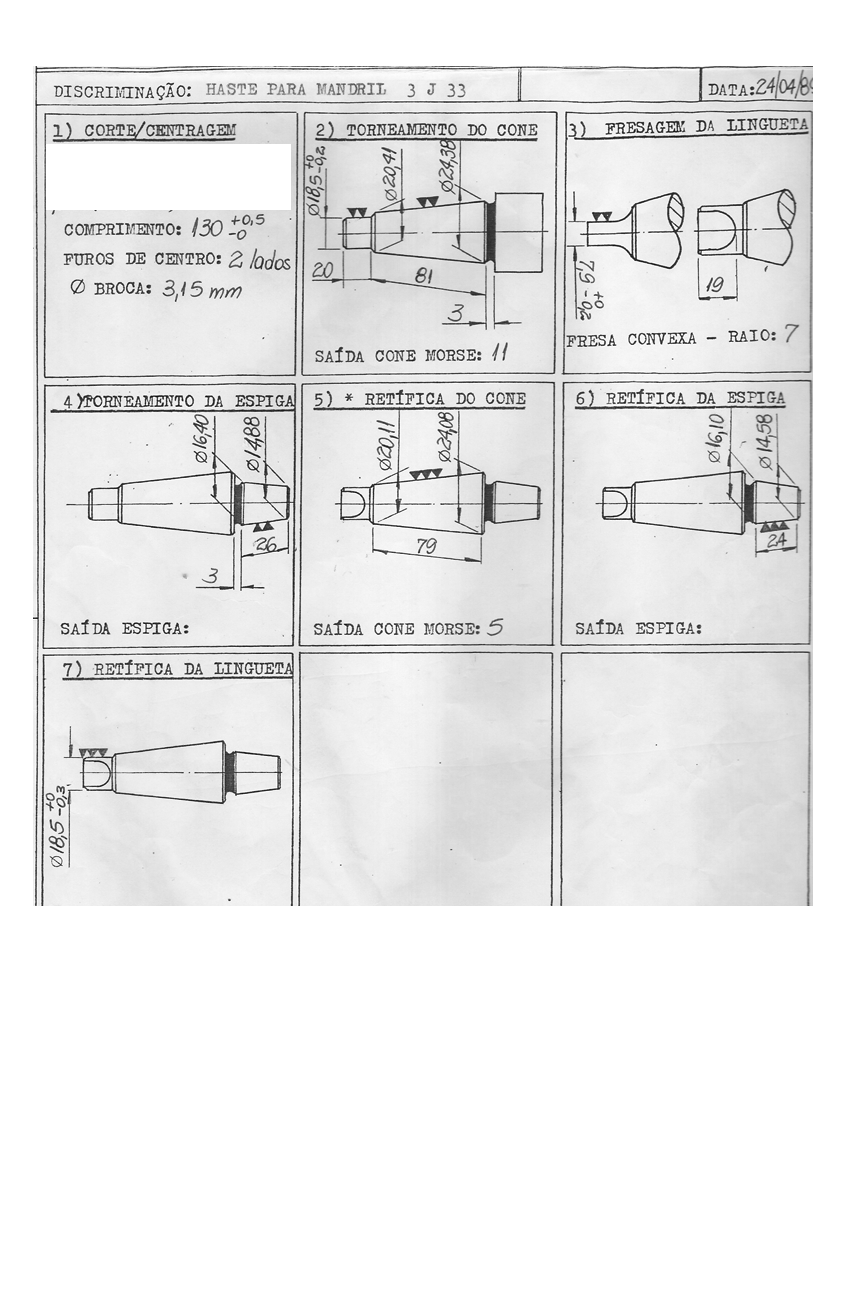 DISCRIMINAÇÃO: HASTE PARA MANDRIL 3 J 33
DATA: 24/04/89
1) CORTE/CENTRAGEM
COMPRIMENTO: 130 +0,5 -0
FUROS DE CENTRO: 2 lados
Ø BROCA: 3,15 mm
2) TORNEAMENTO DO CONE
Ø18,5 +0 -0,2
Ø20,41
Ø24,38
20
81
3
SAÍDA CONE MORSE: 11
3) FRESAGEM DA LINGUETA
19
FRESA CONVEXA - RAIO: 7
4) TORNEAMENTO DA ESPIGA
Ø16,40
Ø14,88
26
3
SAÍDA ESPIGA:
5) * RETÍFICA DO CONE
Ø20,11
Ø24,08
79
SAÍDA CONE MORSE: 5
6) RETÍFICA DA ESPIGA
Ø16,10
Ø14,58
24
SAÍDA ESPIGA:
7) RETÍFICA DA LINGUETA
Ø18,5 +0 -0,3